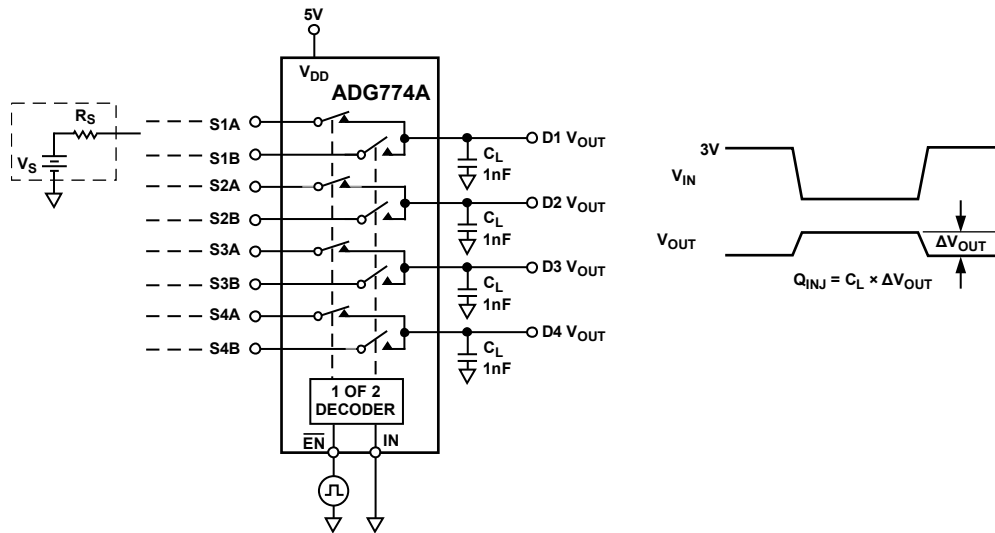 5V
VDD
ADG774A
RS
VS
S1A
S1B
S2A
S2B
S3A
S3B
S4A
S4B
D1 VOUT
CL
1nF
D2 VOUT
CL
1nF
D3 VOUT
CL
1nF
D4 VOUT
CL
1nF
1 OF 2
DECODER
EN
IN
3V
VIN
VOUT
ΔVOUT
QINJ = CL × ΔVOUT